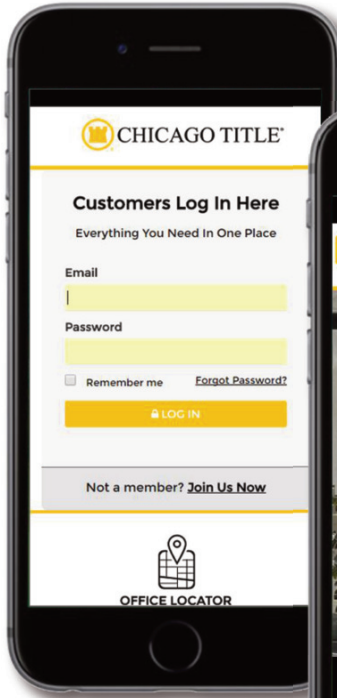 CHICAGO TITLE®
Customers Log In Here
Everything You Need In One Place
Email
Password
Remember me Forgot Password?
LOG IN
Not a member? Join Us Now
OFFICE LOCATOR